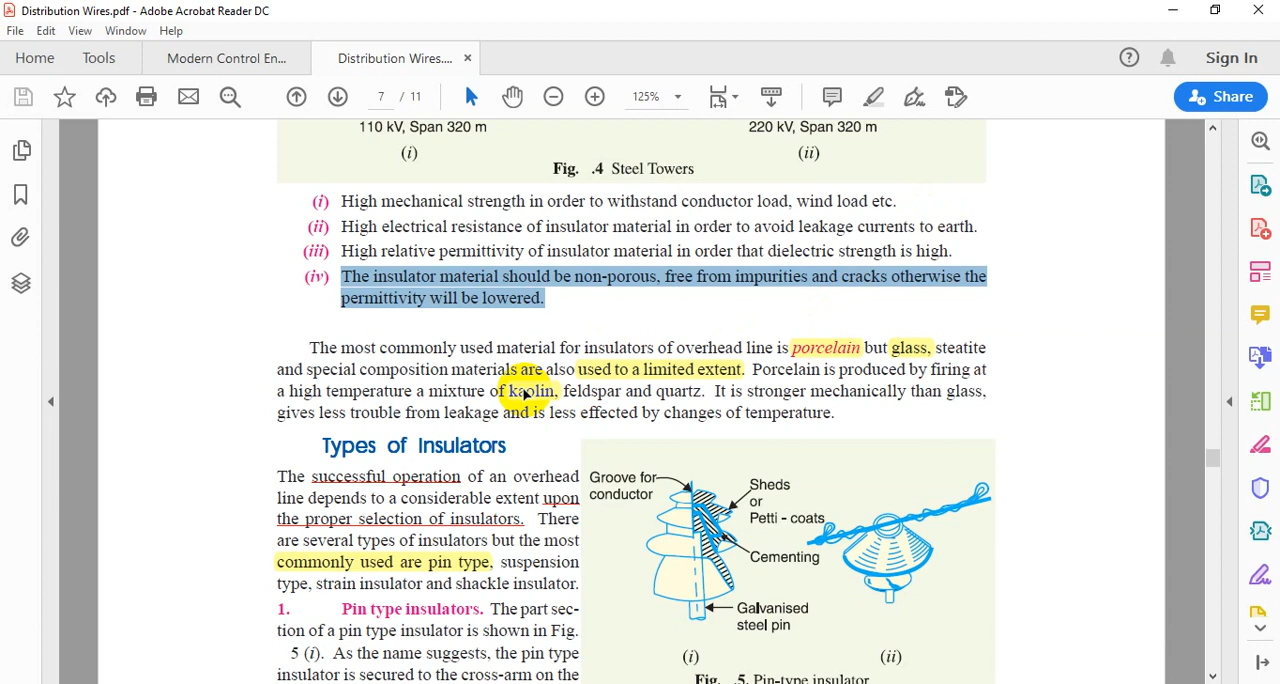 Distribution Wires.pdf - Adobe Acrobat Reader DC
File Edit View Window Help
Home Tools Modern Control En... Distribution Wires.... × Sign In
7 / 11 125% Share
110 kV, Span 320 m 220 kV, Span 320 m
(i) (ii)
Fig. .4 Steel Towers
(i) High mechanical strength in order to withstand conductor load, wind load etc.
(ii) High electrical resistance of insulator material in order to avoid leakage currents to earth.
(iii) High relative permittivity of insulator material in order that dielectric strength is high.
(iv) The insulator material should be non-porous, free from impurities and cracks otherwise the
permittivity will be lowered.
The most commonly used material for insulators of overhead line is porcelain but glass, steatite
and special composition materials are also used to a limited extent. Porcelain is produced by firing at
a high temperature a mixture of kaolin, feldspar and quartz. It is stronger mechanically than glass,
gives less trouble from leakage and is less effected by changes of temperature.
Types of Insulators
The successful operation of an overhead
line depends to a considerable extent upon
the proper selection of insulators. There
are several types of insulators but the most
commonly used are pin type, suspension
type, strain insulator and shackle insulator.
1. Pin type insulators. The part sec-
tion of a pin type insulator is shown in Fig.
5 (i). As the name suggests, the pin type
insulator is secured to the cross-arm on the
Groove for
conductor
Sheds
or
Petti - coats
Cementing
Galvanised
steel pin
(i) (ii)
Fig. .5. Pin-type insulator